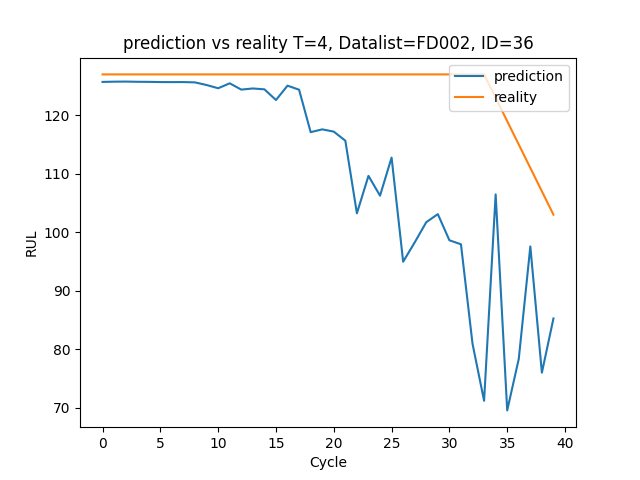 prediction vs reality T=4, Datalist=FD002, ID=36
prediction
reality
120
110
100
90
80
70
RUL
0 5 10 15 20 25 30 35 40
Cycle